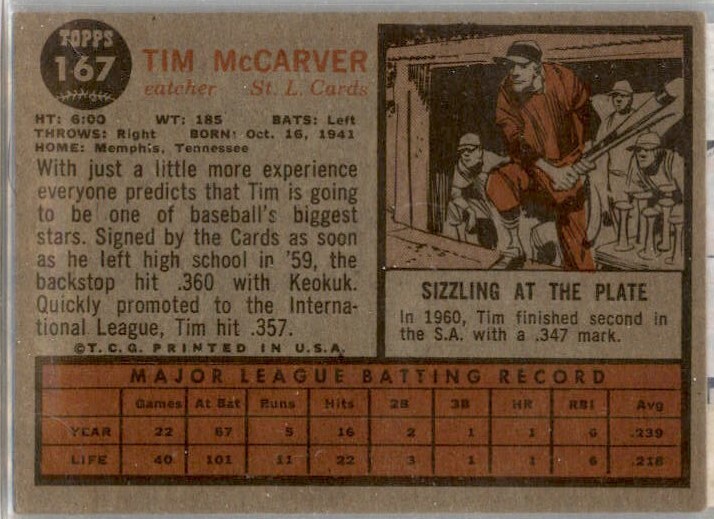 TOPPS
167
TIM McCARVER
catcher St. L. Cards
HT: 6:00 WT: 185 BATS: Left
THROWS: Right BORN: Oct. 16, 1941
HOME: Memphis, Tennessee
With just a little more experience
everyone predicts that Tim is going
to be one of baseball's biggest
stars. Signed by the Cards as soon
as he left high school in '59, the
backstop hit .360 with Keokuk.
Quickly promoted to the Interna-
tional League, Tim hit .357.
©T.C.G. PRINTED IN U.S.A.
SIZZLING AT THE PLATE
In 1960, Tim finished second in
the S.A. with a .347 mark.
MAJOR LEAGUE BATTING RECORD
Games At Bat Runs Hits 2B 3B HR RBI Avg
YEAR 22 67 5 16 2 1 1 6 .239
LIFE 40 101 11 22 3 1 1 6 .218